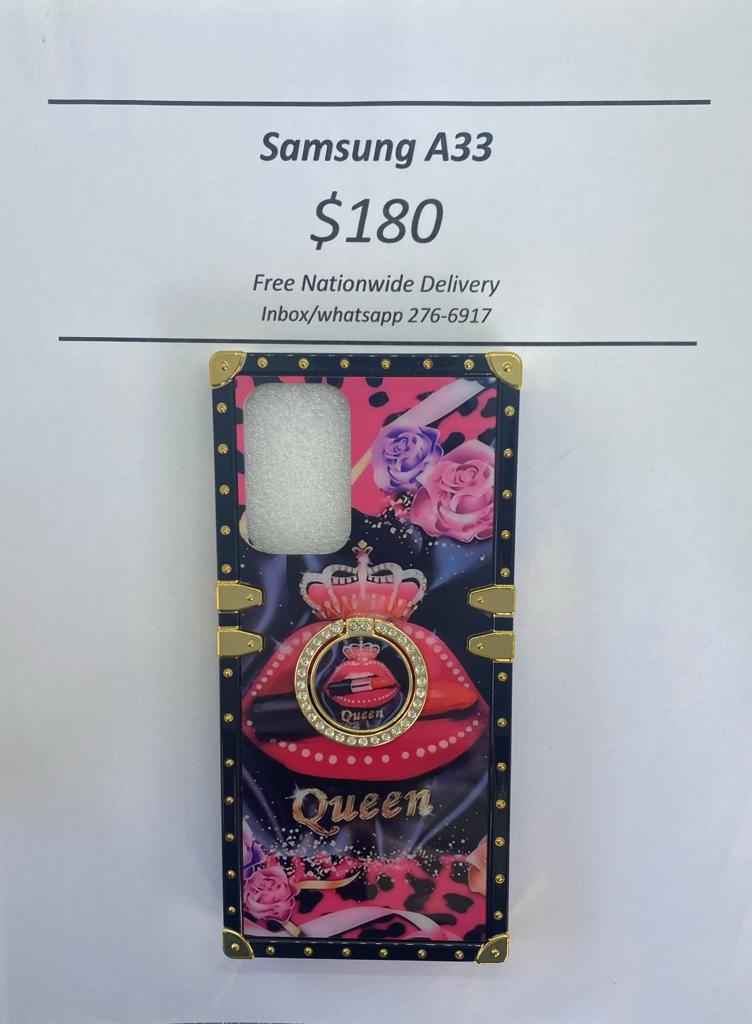 Samsung A33
$180
Free Nationwide Delivery
Inbox/whatsapp 276-6917
Queen
Queen